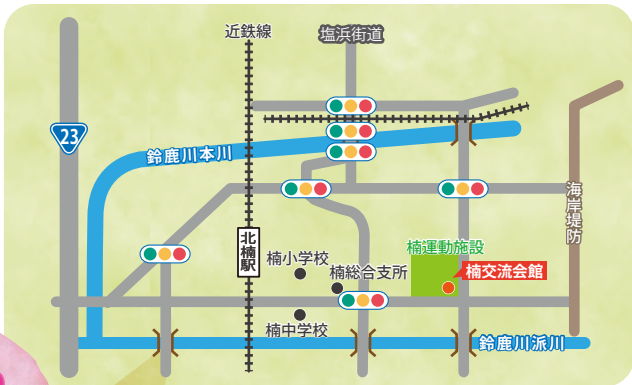 近鉄線
塩浜街道
23
鈴鹿川本川
海岸堤防
北楠駅
楠運動施設
楠小学校
楠総合支所
楠交流会館
楠中学校
鈴鹿川派川